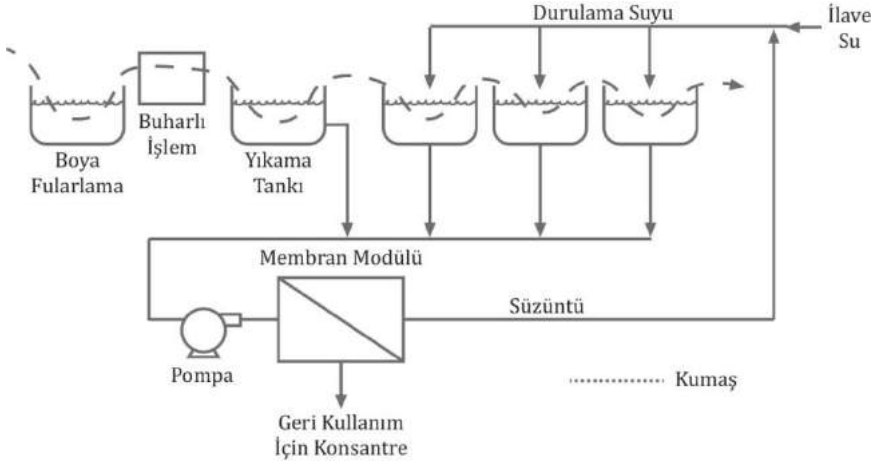 Durulama Suyu
İlave
Su
Buharlı
İşlem
Boya
Fularlama
Yıkama
Tankı
Membran Modülü
Süzüntü
Pompa
Kumaş
Geri Kullanım
İçin Konsantre